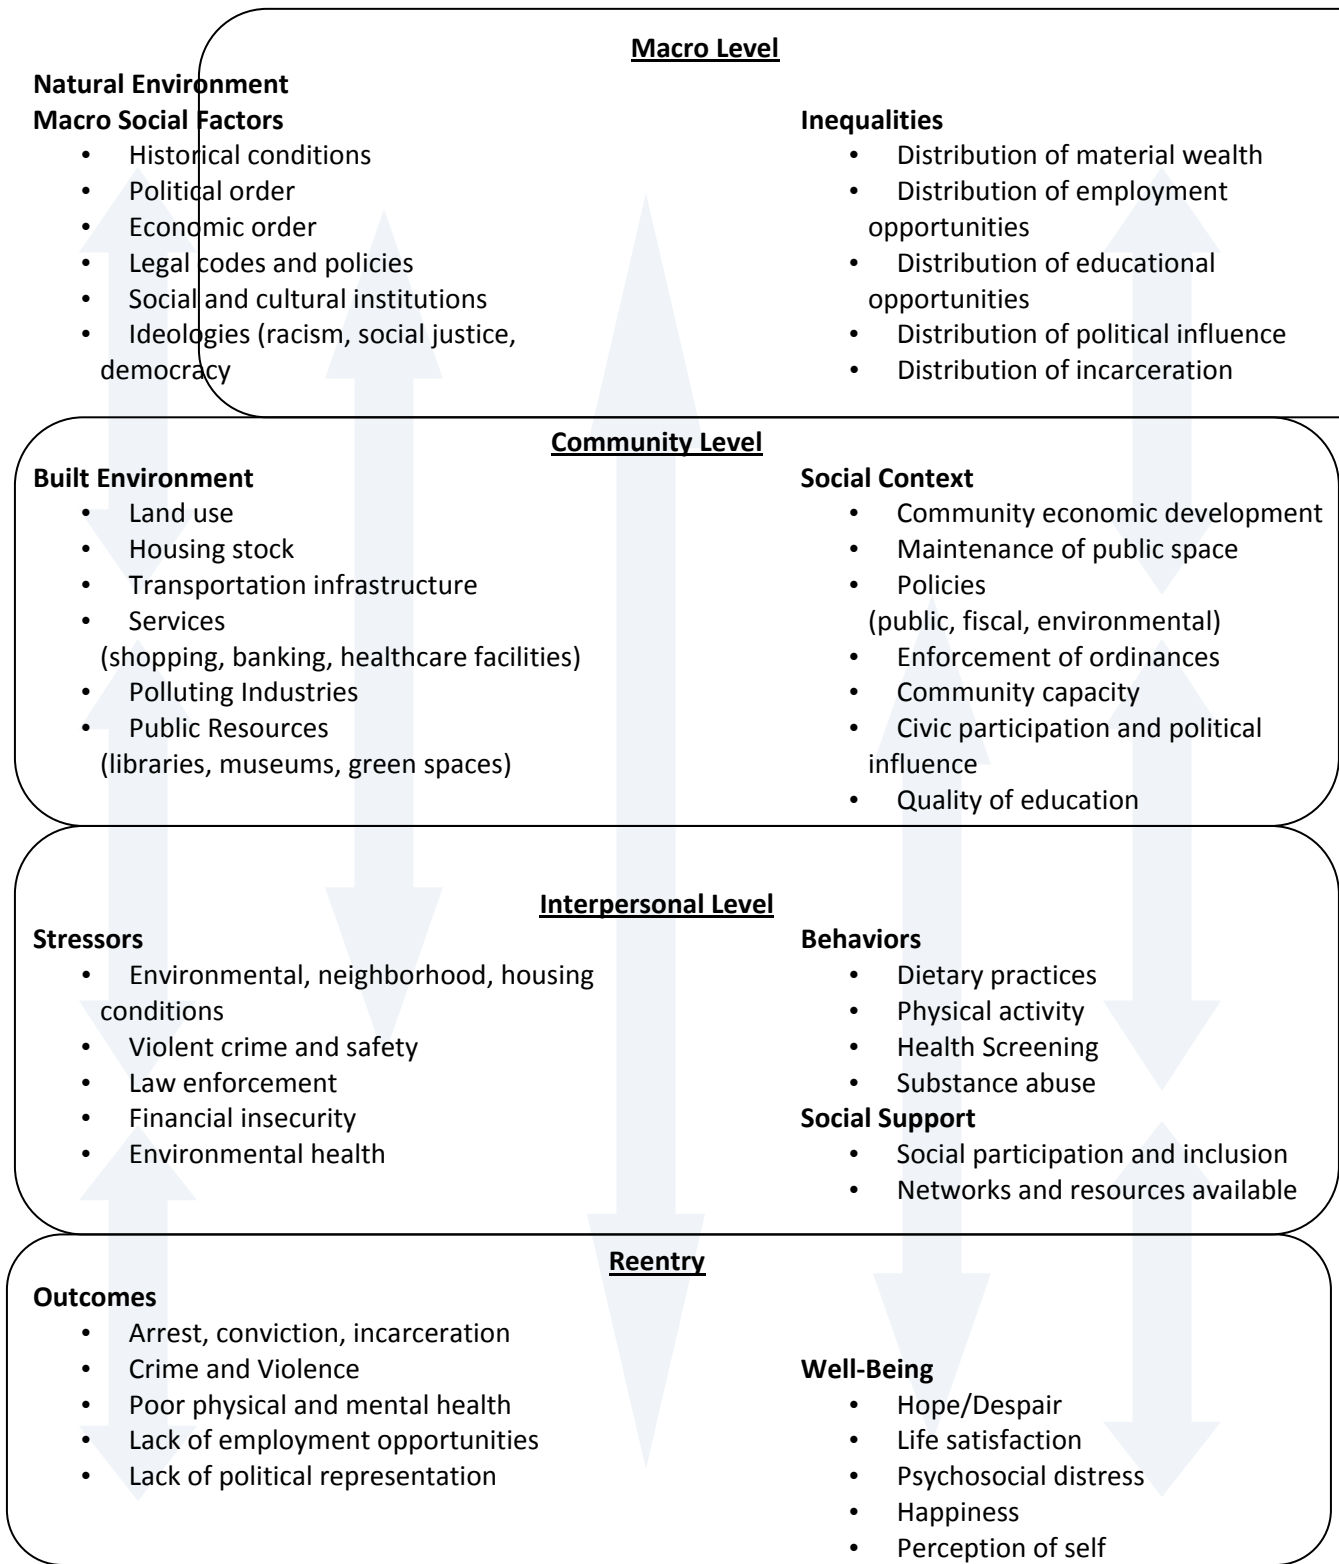 Macro Level
Natural Environment
Macro Social Factors
• Historical conditions
• Political order
• Economic order
• Legal codes and policies
• Social and cultural institutions
• Ideologies (racism, social justice,
democracy
Inequalities
• Distribution of material wealth
• Distribution of employment
opportunities
• Distribution of educational
opportunities
• Distribution of political influence
• Distribution of incarceration
Community Level
Built Environment
• Land use
• Housing stock
• Transportation infrastructure
• Services
(shopping, banking, healthcare facilities)
• Polluting Industries
• Public Resources
(libraries, museums, green spaces)
Social Context
• Community economic development
• Maintenance of public space
• Policies
(public, fiscal, environmental)
• Enforcement of ordinances
• Community capacity
• Civic participation and political
influence
• Quality of education
Interpersonal Level
Stressors
• Environmental, neighborhood, housing
conditions
• Violent crime and safety
• Law enforcement
• Financial insecurity
• Environmental health
Behaviors
• Dietary practices
• Physical activity
• Health Screening
• Substance abuse
Social Support
• Social participation and inclusion
• Networks and resources available
Reentry
Outcomes
• Arrest, conviction, incarceration
• Crime and Violence
• Poor physical and mental health
• Lack of employment opportunities
• Lack of political representation
Well-Being
• Hope/Despair
• Life satisfaction
• Psychosocial distress
• Happiness
• Perception of self